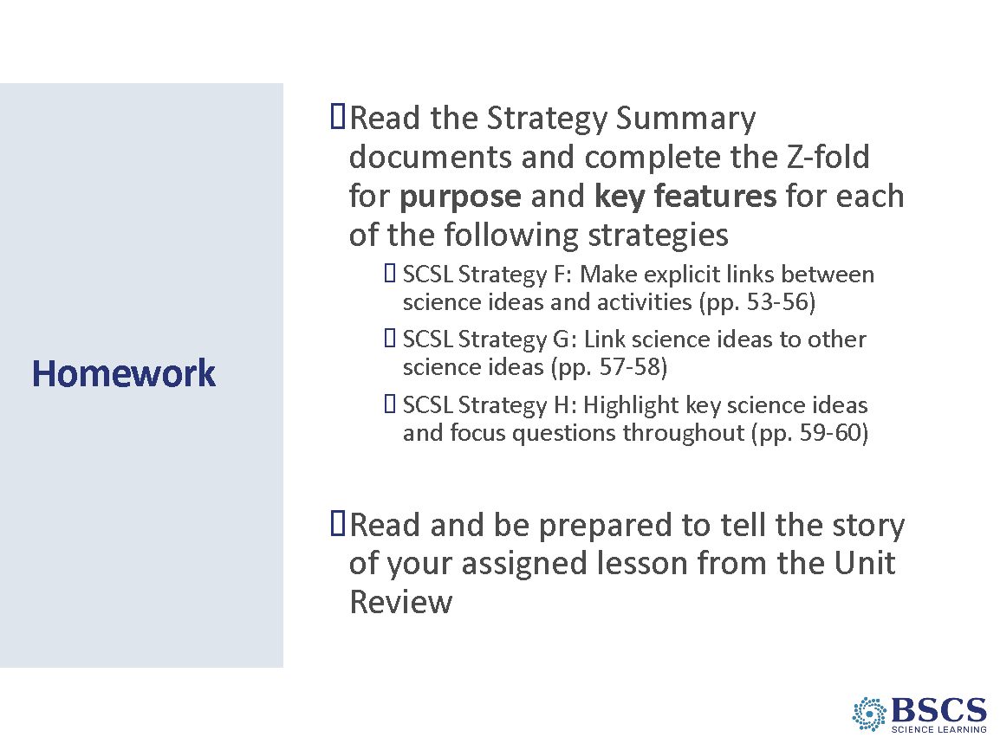 Homework
Read the Strategy Summary
documents and complete the Z-fold
for purpose and key features for each
of the following strategies
SCSL Strategy F: Make explicit links between
science ideas and activities (pp. 53-56)
SCSL Strategy G: Link science ideas to other
science ideas (pp. 57-58)
SCSL Strategy H: Highlight key science ideas
and focus questions throughout (pp. 59-60)
Read and be prepared to tell the story
of your assigned lesson from the Unit
Review
BSCS
SCIENCE LEARNING